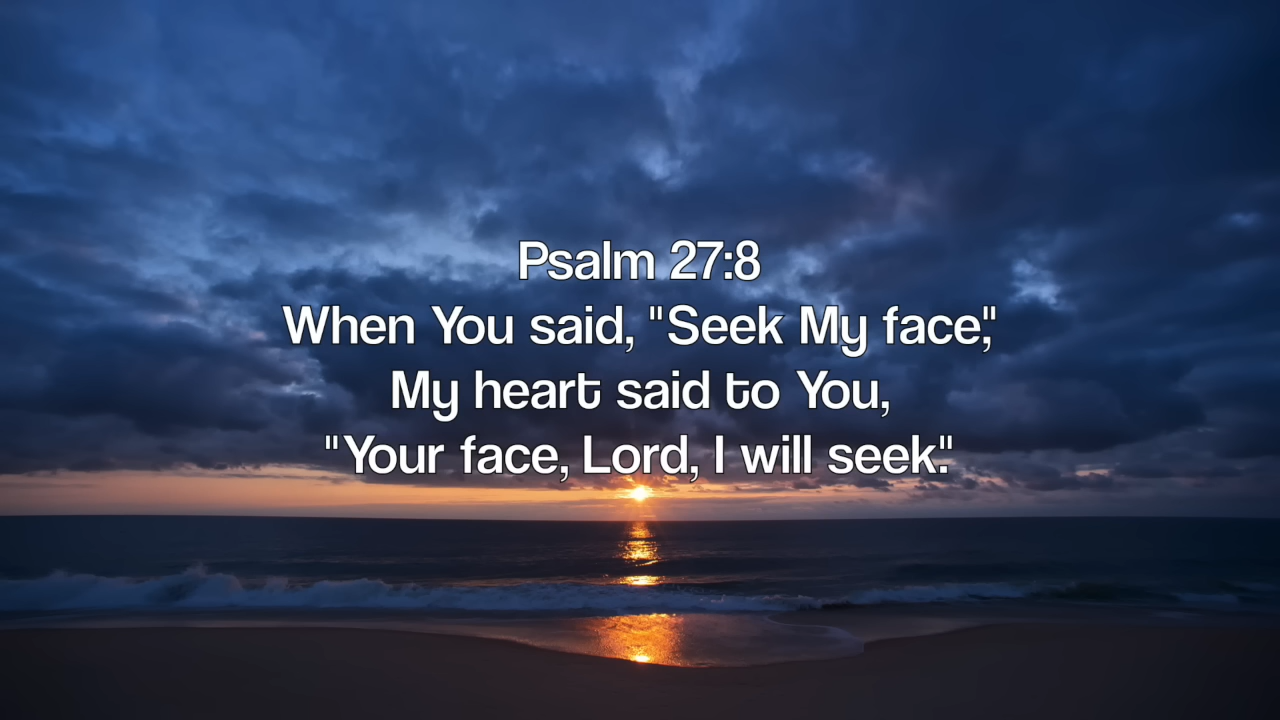 Psalm 27:8
When You said, "Seek My face,"
My heart said to You,
"Your face, Lord, I will seek."